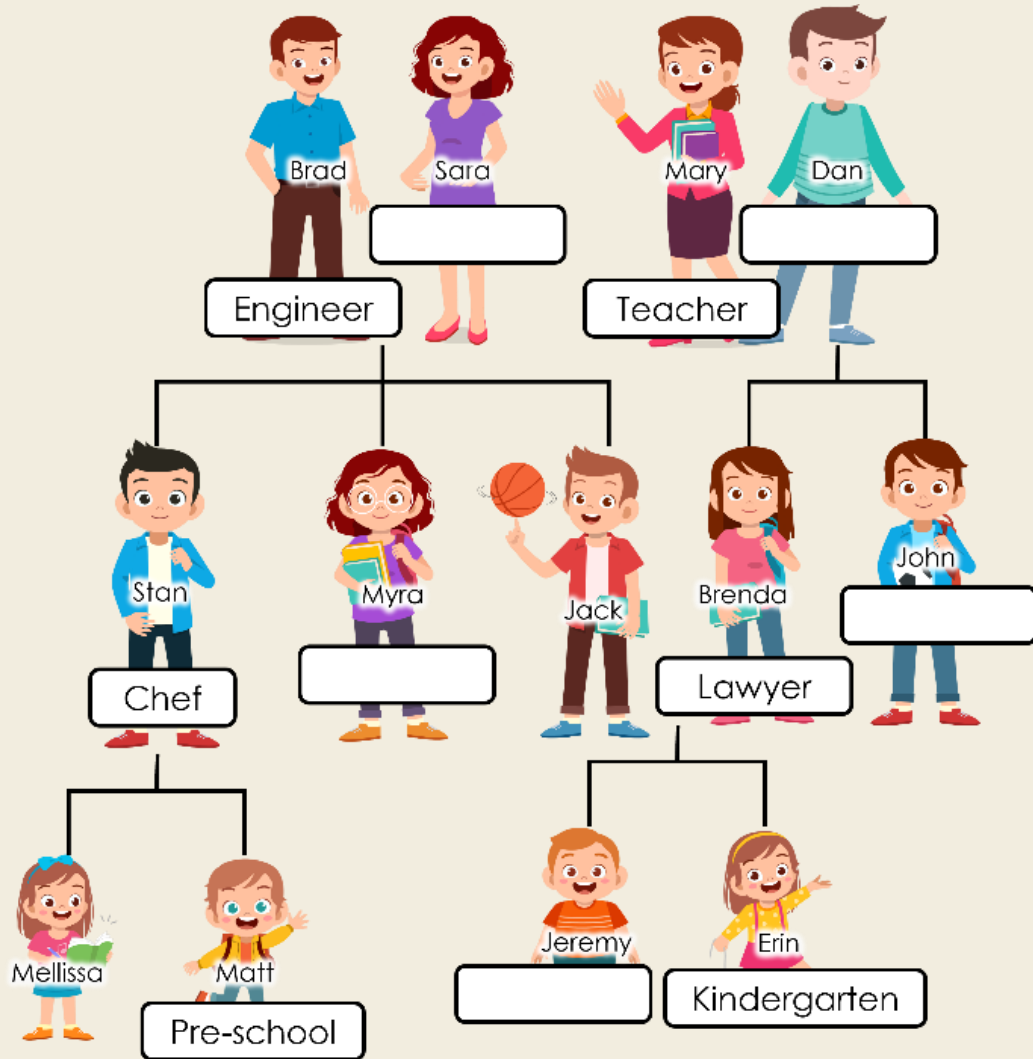 Brad
Sara
Mary
Dan
Engineer
Teacher
Stan
Myra
Jack
Brenda
John
Chef
Lawyer
Mellissa
Matt
Jeremy
Erin
Pre-school
Kindergarten